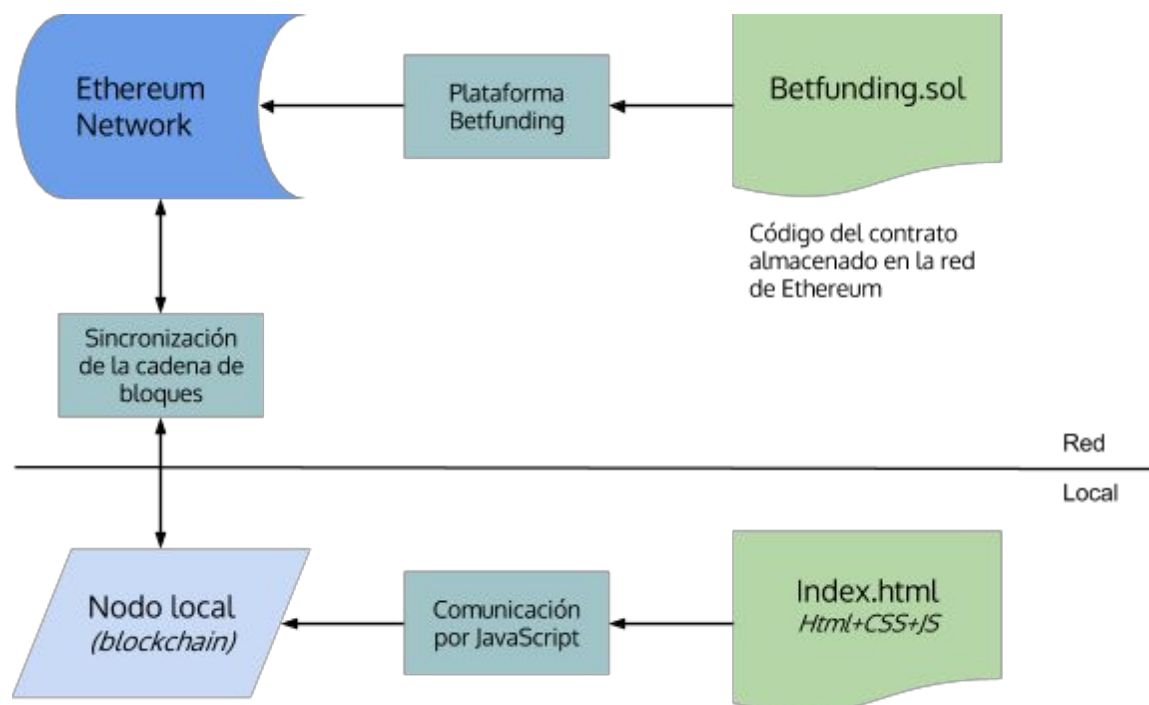 Ethereum
Network
Plataforma
Betfunding
Betfunding.sol
Código del contrato
almacenado en la red
de Ethereum
Sincronización
de la cadena de
bloques
Red
Local
Nodo local
(blockchain)
Comunicación
por JavaScript
Index.html
Html+CSS+JS